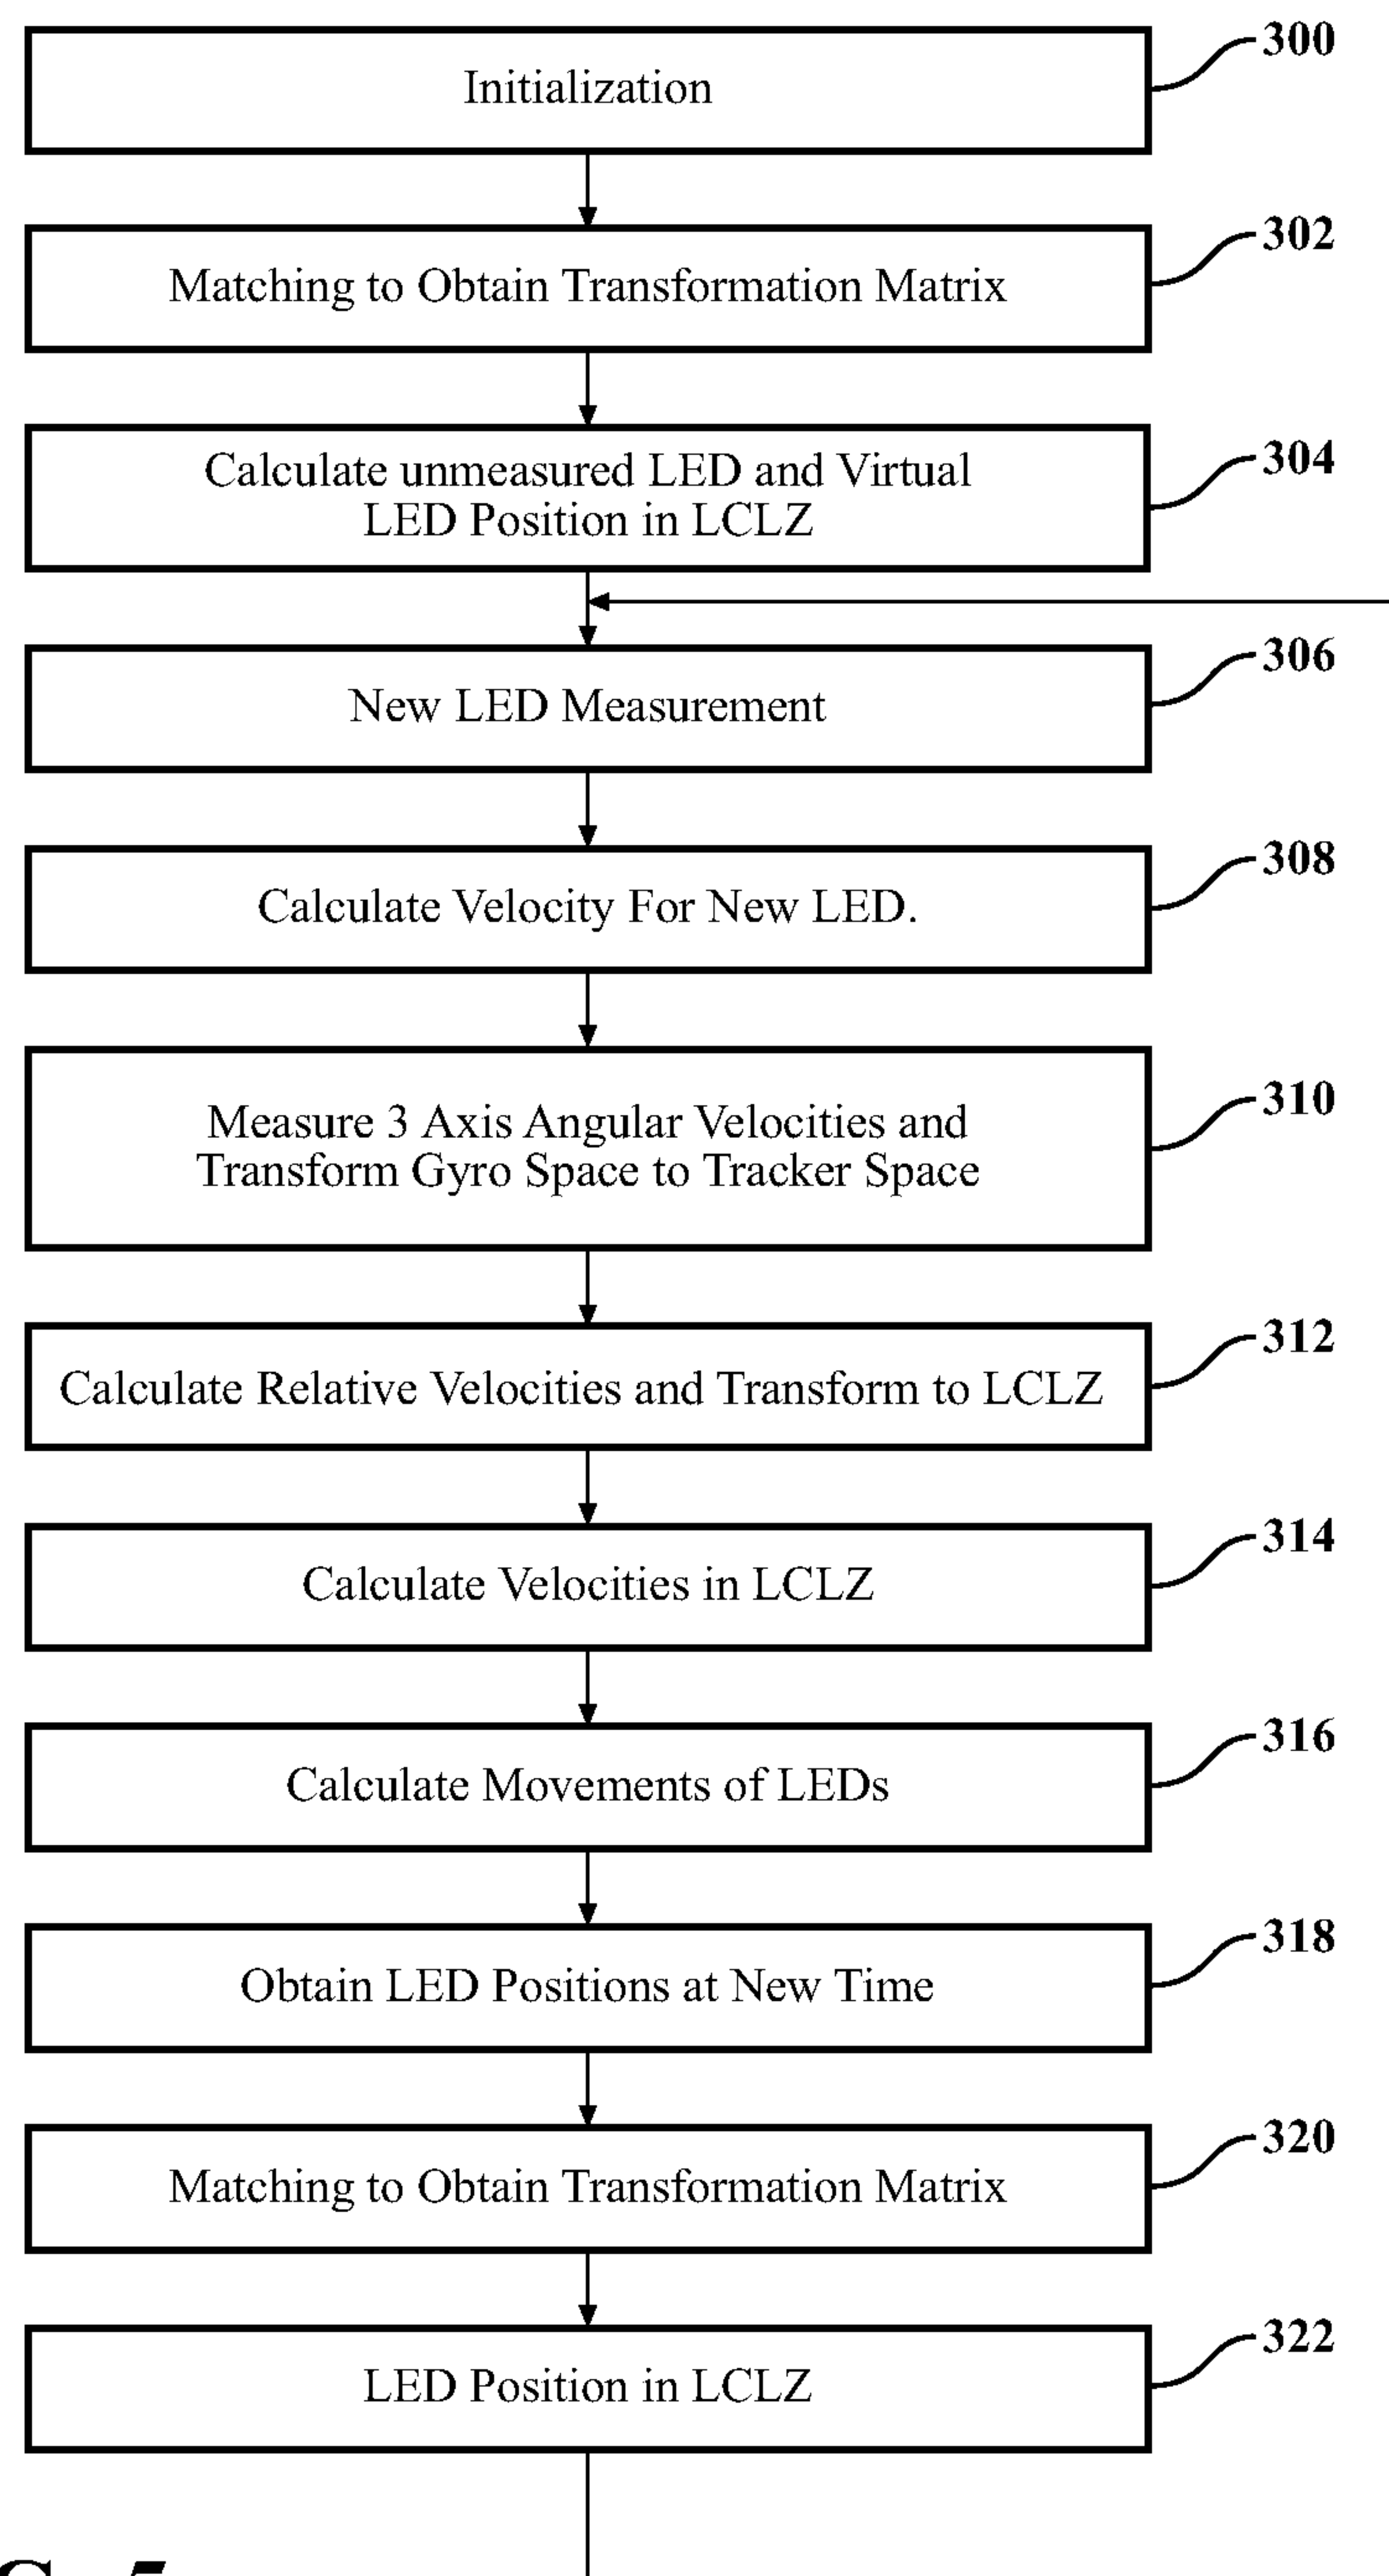 Initialization
300
Matching to Obtain Transformation Matrix
302
Calculate unmeasured LED and Virtual
LED Position in LCLZ
304
New LED Measurement
306
Calculate Velocity For New LED.
308
Measure 3 Axis Angular Velocities and
Transform Gyro Space to Tracker Space
310
Calculate Relative Velocities and Transform to LCLZ
312
Calculate Velocities in LCLZ
314
Calculate Movements of LEDs
316
Obtain LED Positions at New Time
318
Matching to Obtain Transformation Matrix
320
LED Position in LCLZ
322